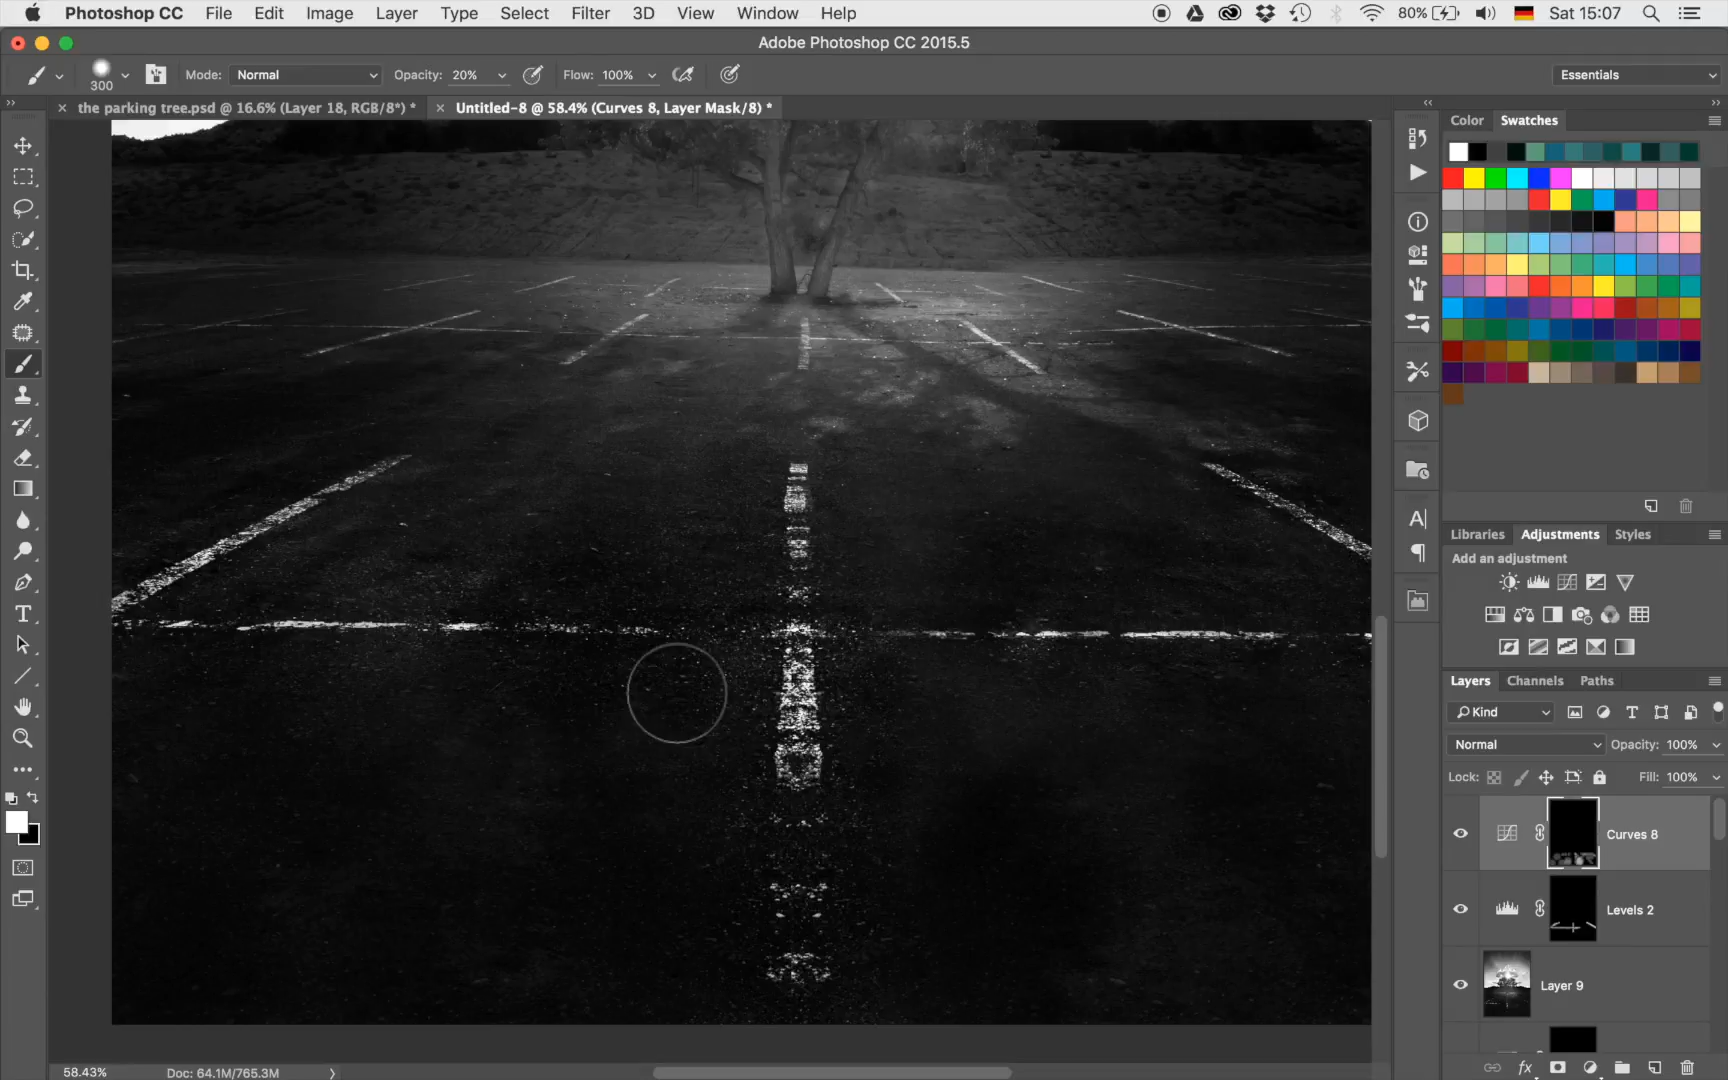 Photoshop CC File Edit Image Layer Type Select Filter 3D View Window Help 80% Sat 15:07
Adobe Photoshop CC 2015.5
300 Mode: Normal Opacity: 20% Flow: 100% Essentials
the parking tree.psd @ 16.6% (Layer 18, RGB/8*) * Untitled-8 @ 58.4% (Curves 8, Layer Mask/8) *
Color Swatches
Libraries Adjustments Styles
Add an adjustment
Layers Channels Paths
Kind
Normal Opacity: 100%
Lock: Fill: 100%
Curves 8
Levels 2
Layer 9
58.43% Doc: 64.1M/765.3M